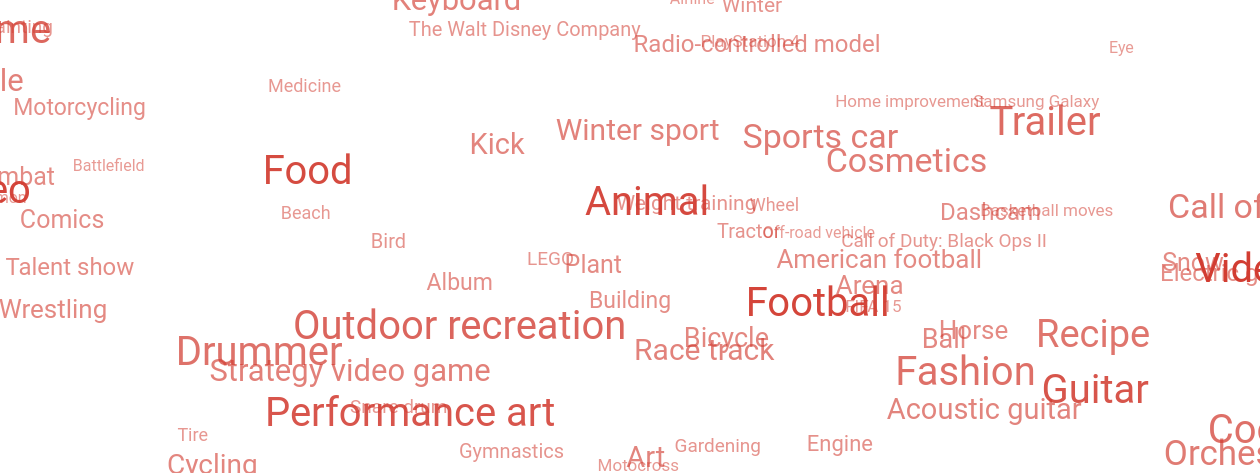 Keyboard
Airline
Winter
me
The Walt Disney Company
PlayStation 4
Radio-controlled model
Eye
le
Medicine
Motorcycling
Home improvement
Samsung Galaxy
Trailer
Kick
Winter sport
Sports car
Cosmetics
Battlefield
mbat
Food
eo
Animal
Weight training
Wheel
Comics
Beach
Dashcam
Basketball moves
Call of
Tractor
Off-road vehicle
Bird
Call of Duty: Black Ops II
LEGO
Plant
American football
Talent show
Snow
Vide
Electric g
Album
Arena
Building
Football
FIFA 15
Wrestling
Outdoor recreation
Bicycle
Ball
Horse
Recipe
Drummer
Race track
Strategy video game
Fashion
Guitar
Snare drum
Performance art
Acoustic guitar
Tire
Coo
Gymnastics
Art
Gardening
Engine
Orches
Cycling
Motocross